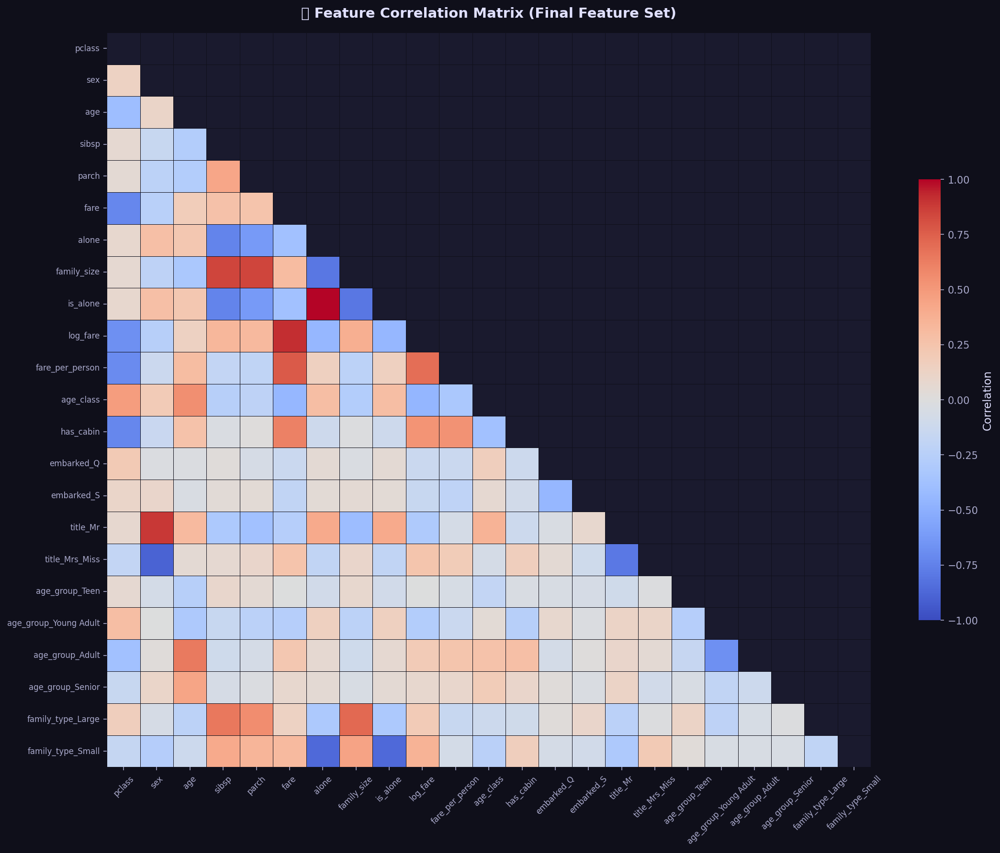 Feature Correlation Matrix (Final Feature Set)
pclass
sex
age
sibsp
parch
fare
alone
family_size
is_alone
log_fare
fare_per_person
age_class
has_cabin
embarked_Q
embarked_S
title_Mr
title_Mrs_Miss
age_group_Teen
age_group_Young Adult
age_group_Adult
age_group_Senior
family_type_Large
family_type_Small
pclass
sex
age
sibsp
parch
fare
alone
family_size
is_alone
log_fare
fare_per_person
age_class
has_cabin
embarked_Q
embarked_S
title_Mr
title_Mrs_Miss
age_group_Teen
age_group_Young Adult
age_group_Adult
age_group_Senior
family_type_Large
family_type_Small
1.00
0.75
0.50
0.25
0.00
−0.25
−0.50
−0.75
−1.00
Correlation